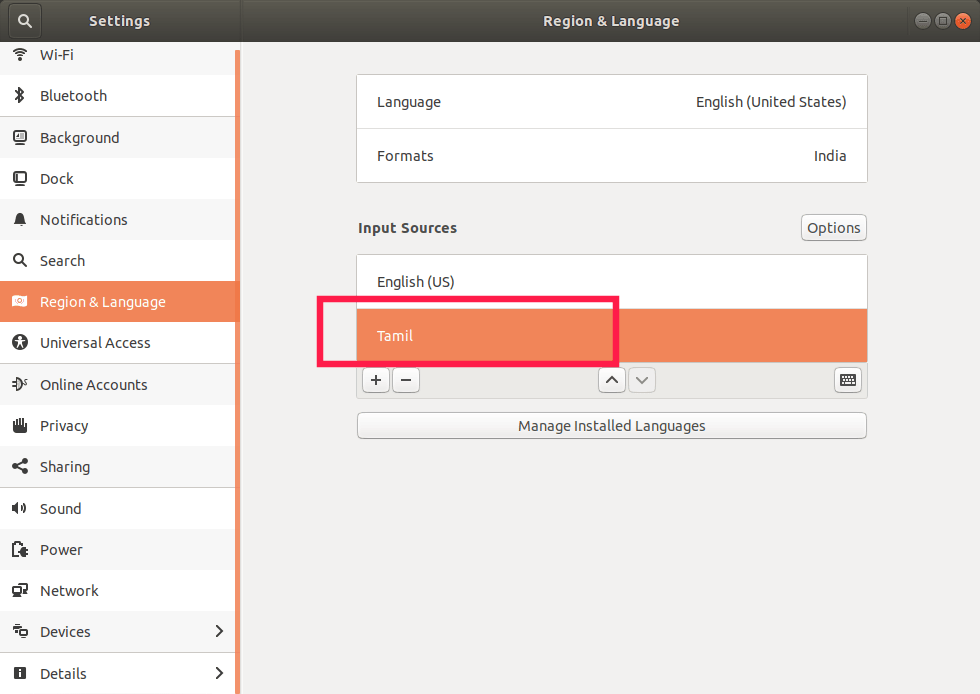 Settings
Region & Language
Wi-Fi
Bluetooth
Background
Dock
Notifications
Search
Region & Language
Universal Access
Online Accounts
Privacy
Sharing
Sound
Power
Network
Devices
Details
Language English (United States)
Formats India
Input Sources Options
English (US)
Tamil
Manage Installed Languages